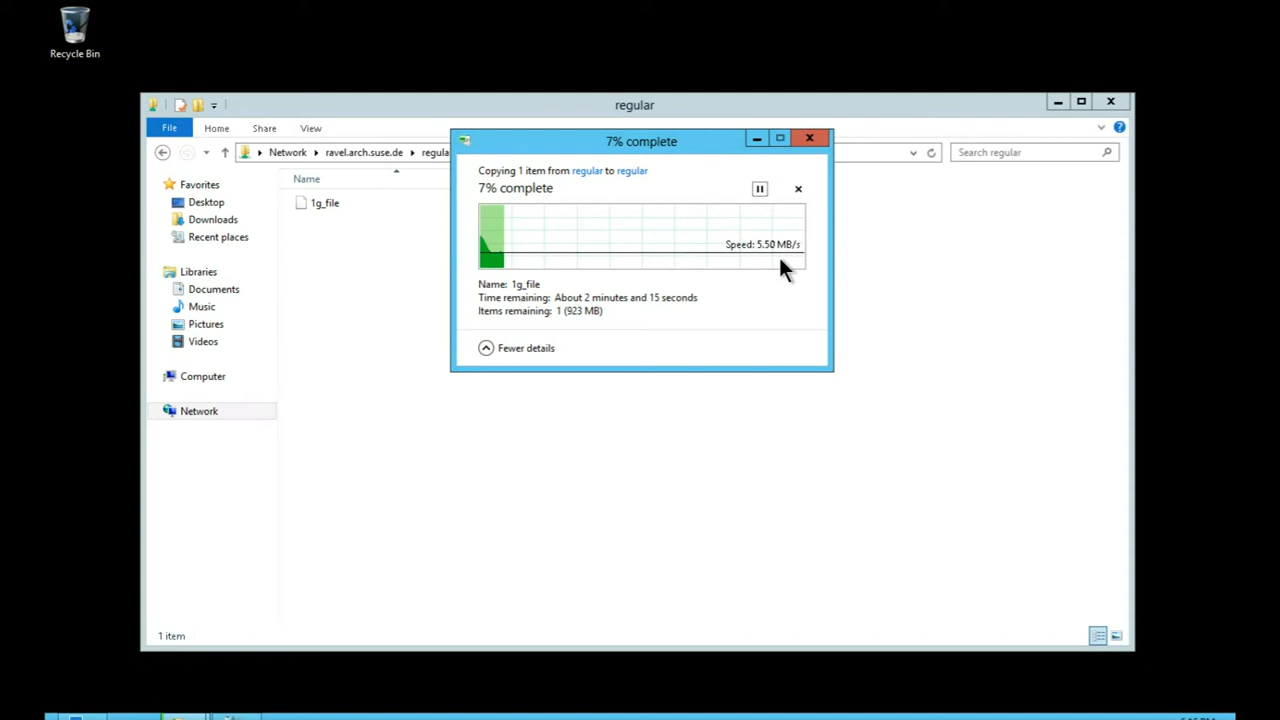 Recycle Bin
regular
File Home Share View
Network ravel.arch.suse.de regula
Search regular
7% complete
Copying 1 item from regular to regular
7% complete
Speed: 5.50 MB/s
Name: 1g_file
Time remaining: About 2 minutes and 15 seconds
Items remaining: 1 (923 MB)
Fewer details
Favorites
Desktop
Downloads
Recent places
Libraries
Documents
Music
Pictures
Videos
Computer
Network
Name
1g_file
1 item